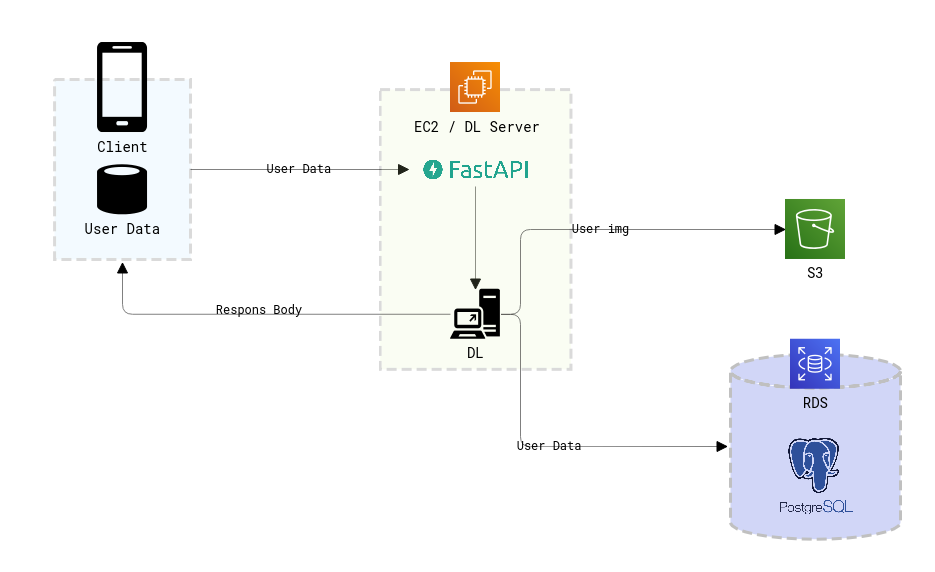 Client
User Data
User Data
EC2 / DL Server
FastAPI
User img
S3
Respons Body
DL
RDS
User Data
PostgreSQL